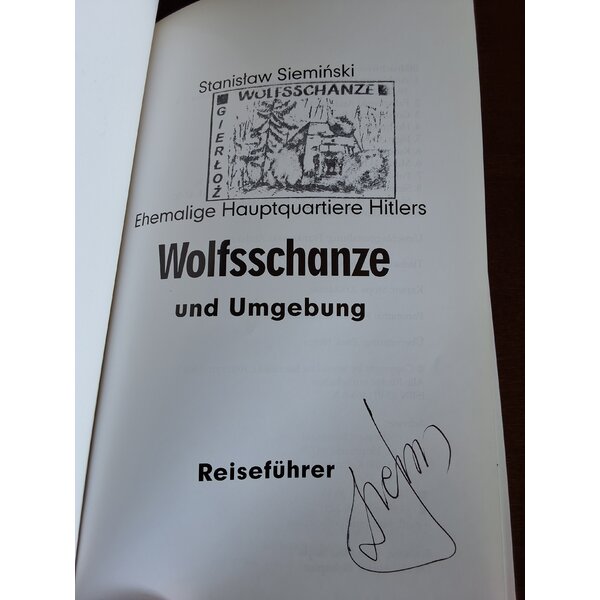 Stanisław Siemiński
WOLFSSCHANZE
GIERŁOŻ
Ehemalige Hauptquartiere Hitlers
Wolfsschanze
und Umgebung
Reiseführer